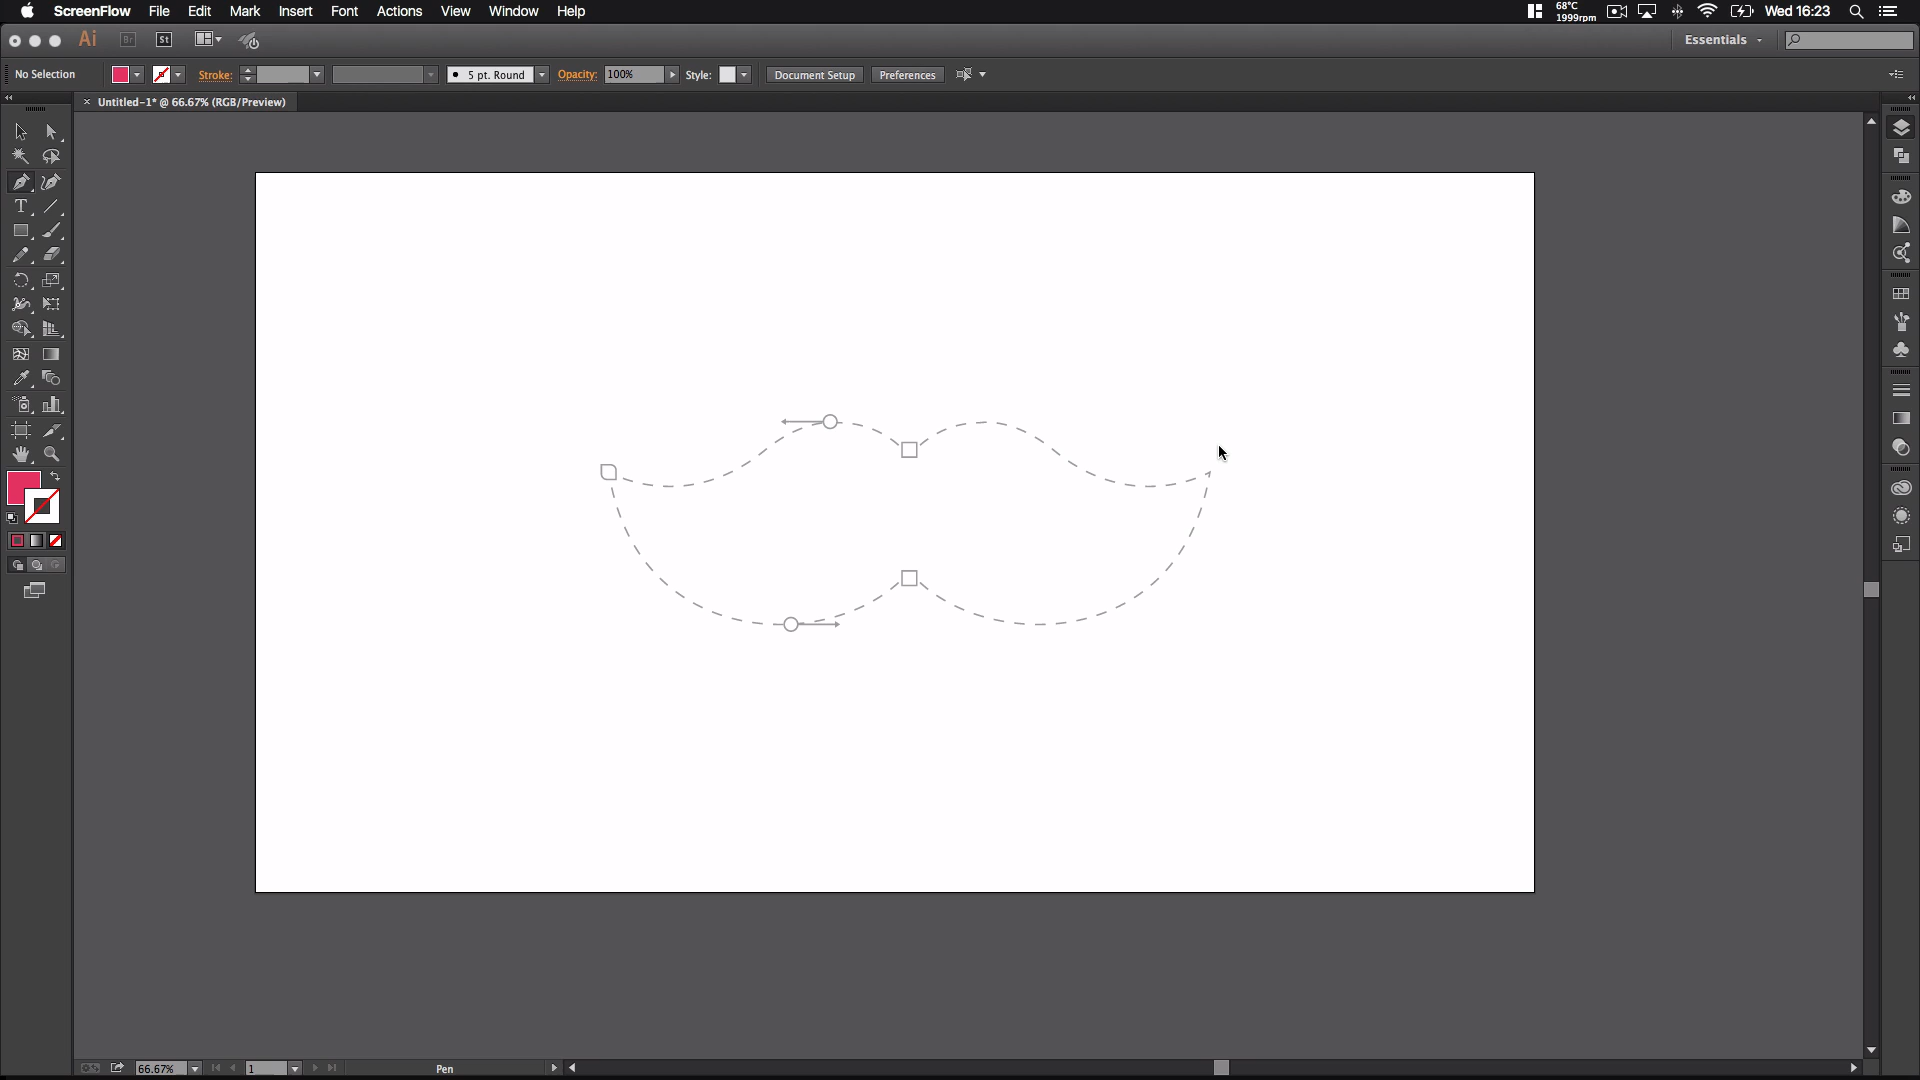 ScreenFlow File Edit Mark Insert Font Actions View Window Help 68°C 1999rpm Wed 16:23
Ai Br St Essentials
No Selection Stroke: 5 pt. Round Opacity: 100% Style: Document Setup Preferences
Untitled-1* @ 66.67% (RGB/Preview)
T
66.67% 1 Pen